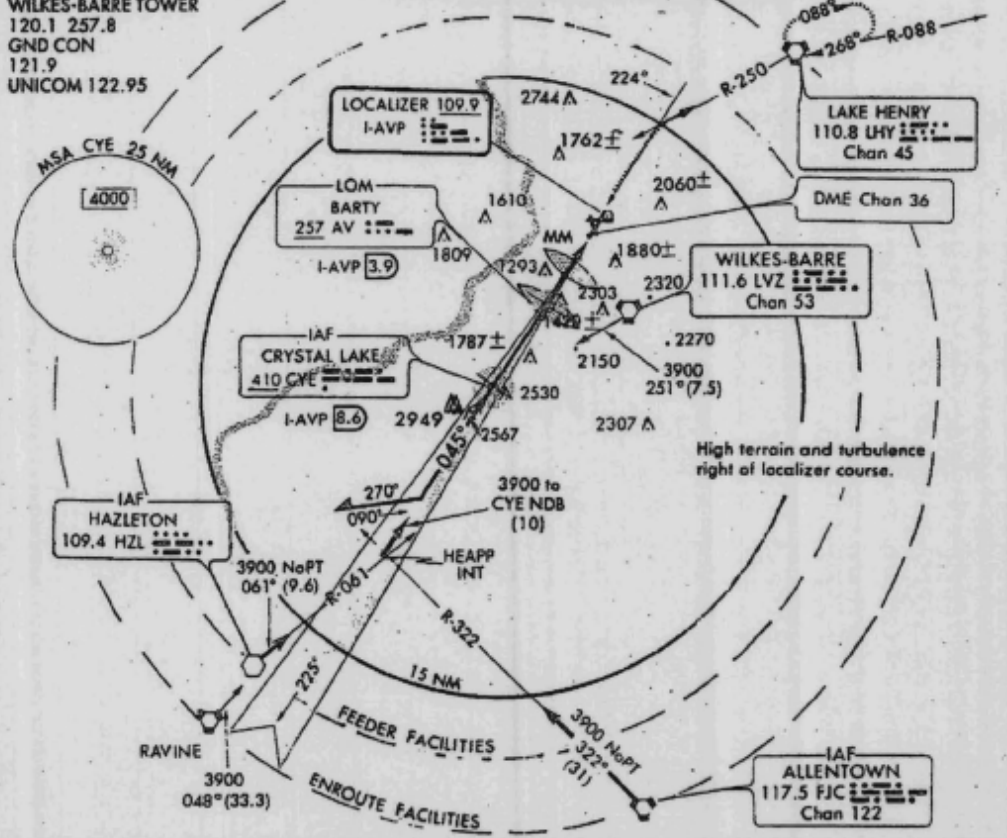 WILKES-BARRE TOWER
120.1 257.8
GND CON
121.9
UNICOM 122.95
088°
268°
R-088
R-250
224°
LOCALIZER 109.9
I-AVP
2744
1762±
LAKE HENRY
110.8 LHY
Chan 45
MSA CYE 25 NM
4000
LOM
BARTY
257 AV
I-AVP 3.9
1610
1809
2060±
DME Chan 36
MM
1293
1880±
2303
2320
WILKES-BARRE
111.6 LVZ
Chan 53
1787±
2150
2270
3900
251° (7.5)
IAF
CRYSTAL LAKE
410 CYE
I-AVP 8.6
2530
2949
2567
2307
045°
High terrain and turbulence
right of localizer course.
270°
090°
3900 to
CYE NDB
(10)
IAF
HAZLETON
109.4 HZL
HEAPP
INT
3900 NoPT
061° (9.6)
R-061
R-322
15 NM
225°
FEEDER FACILITIES
ENROUTE FACILITIES
RAVINE
3900
048° (33.3)
3900 NoPT
322°
(31)
IAF
ALLENTOWN
117.5 FJC
Chan 122